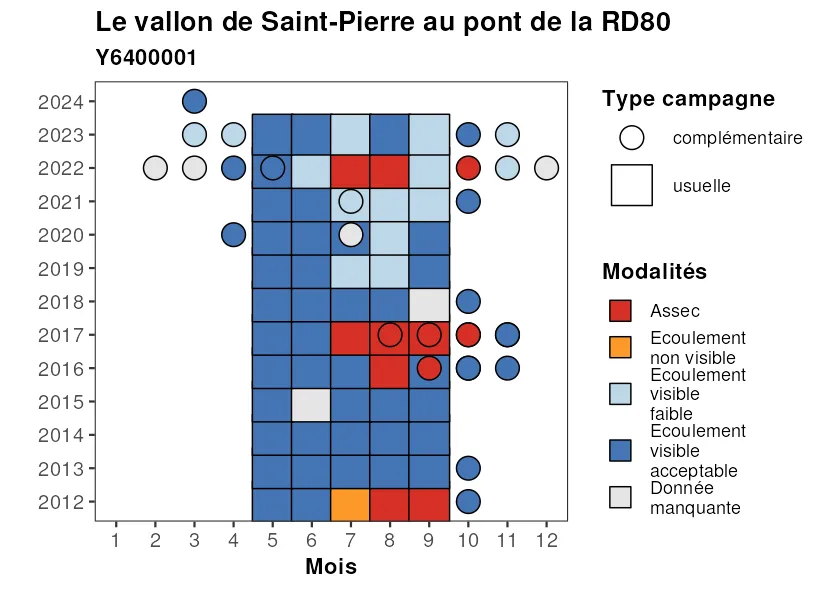 Le vallon de Saint-Pierre au pont de la RD80
Y6400001
2024
2023
2022
2021
2020
2019
2018
2017
2016
2015
2014
2013
2012
1 2 3 4 5 6 7 8 9 10 11 12
Mois
Type campagne
complémentaire
usuelle
Modalités
Assec
Ecoulement
non visible
Ecoulement
visible
faible
Ecoulement
visible
acceptable
Donnée
manquante